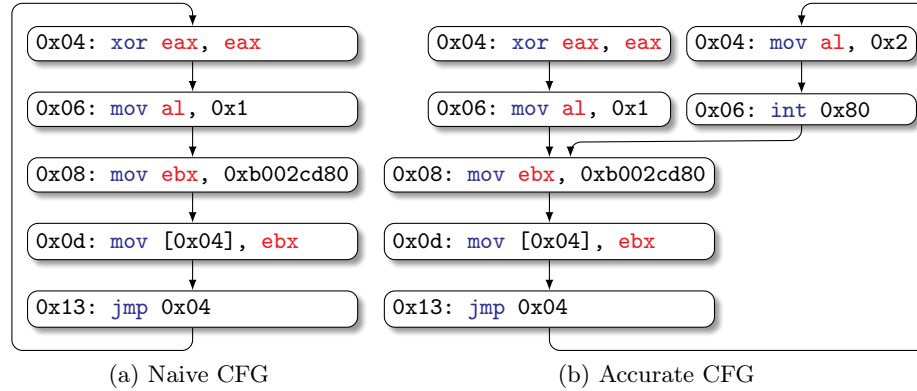 0x04: xor eax, eax
0x06: mov al, 0x1
0x08: mov ebx, 0xb002cd80
0x0d: mov [0x04], ebx
0x13: jmp 0x04
(a) Naive CFG
0x04: xor eax, eax
0x04: mov al, 0x2
0x06: mov al, 0x1
0x06: int 0x80
0x08: mov ebx, 0xb002cd80
0x0d: mov [0x04], ebx
0x13: jmp 0x04
(b) Accurate CFG